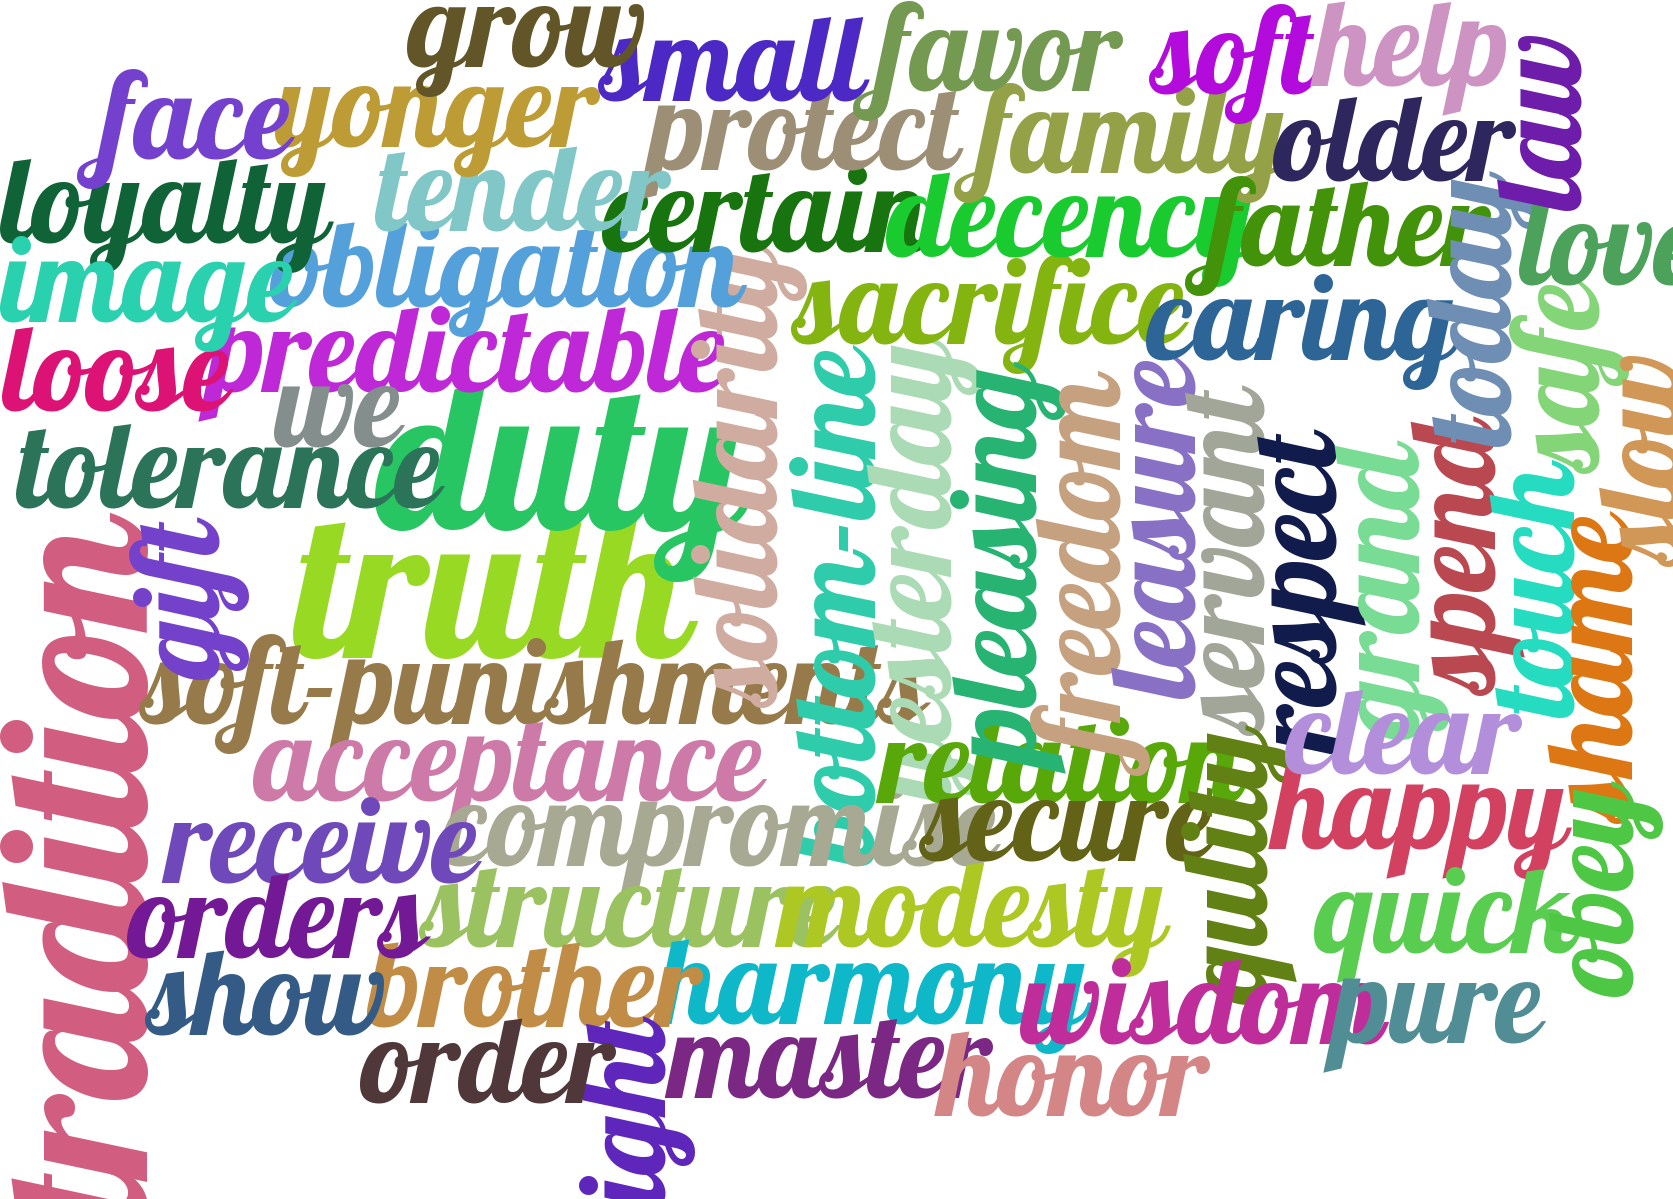 grow
small
favor
soft
help
law
face
yonger
protect
family
older
loyalty
tender
certain
decency
father
today
love
image
obligation
solidarity
sacrifice
caring
safe
loose
predictable
we
duty
bottom-line
yesterday
pleasing
freedom
leasure
servant
respect
grand
spend
touch
slow
tolerance
tradition
gift
truth
shame
soft-punishments
acceptance
relation
clear
receive
compromise
secure
quality
happy
obey
orders
structure
modesty
quick
show
brother
harmony
wisdom
pure
order
master
honor